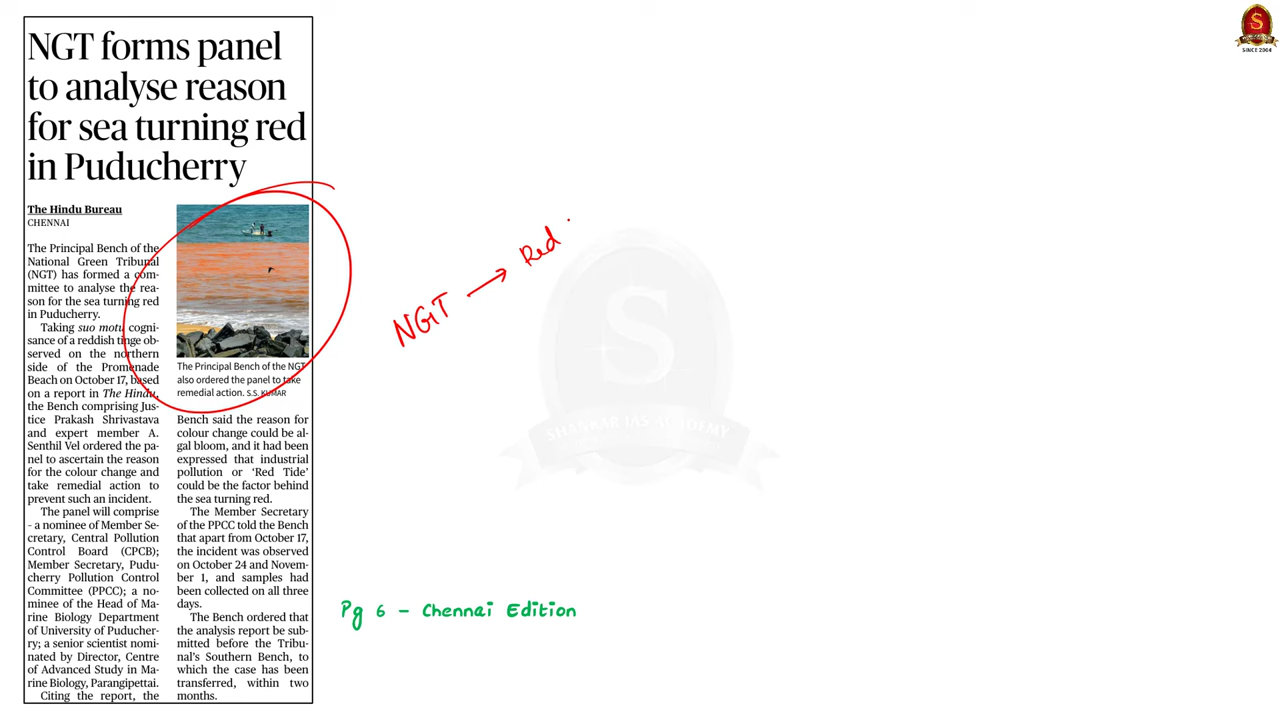 NGT forms panel
to analyse reason
for sea turning red
in Puducherry
The Hindu Bureau
CHENNAI
The Principal Bench of the
National Green Tribunal
(NGT) has formed a com-
mittee to analyse the rea-
son for the sea turning red
in Puducherry.
Taking suo motu cogni-
sance of a reddish tinge ob-
served on the northern
side of the Promenade
Beach on October 17, based
on a report in The Hindu,
the Bench comprising Jus-
tice Prakash Shrivastava
and expert member A.
Senthil Vel ordered the pa-
nel to ascertain the reason
for the colour change and
take remedial action to
prevent such an incident.
The panel will comprise
- a nominee of Member Se-
cretary, Central Pollution
Control Board (CPCB);
Member Secretary, Pudu-
cherry Pollution Control
Committee (PPCC); a no-
minee of the Head of Ma-
rine Biology Department
of University of Puducher-
ry; a senior scientist nomi-
nated by Director, Centre
of Advanced Study in Ma-
rine Biology, Parangipettai.
Citing the report, the
The Principal Bench of the NGT
also ordered the panel to take
remedial action. S.S. KUMAR
Bench said the reason for
colour change could be al-
gal bloom, and it had been
expressed that industrial
pollution or ‘Red Tide’
could be the factor behind
the sea turning red.
The Member Secretary
of the PPCC told the Bench
that apart from October 17,
the incident was observed
on October 24 and Novem-
ber 1, and samples had
been collected on all three
days.
The Bench ordered that
the analysis report be sub-
mitted before the Tribu-
nal’s Southern Bench, to
which the case has been
transferred, within two
months.
NGT → Red
Pg 6 - Chennai Edition
S
SHANKAR IAS ACADEMY
S
SINCE 2004